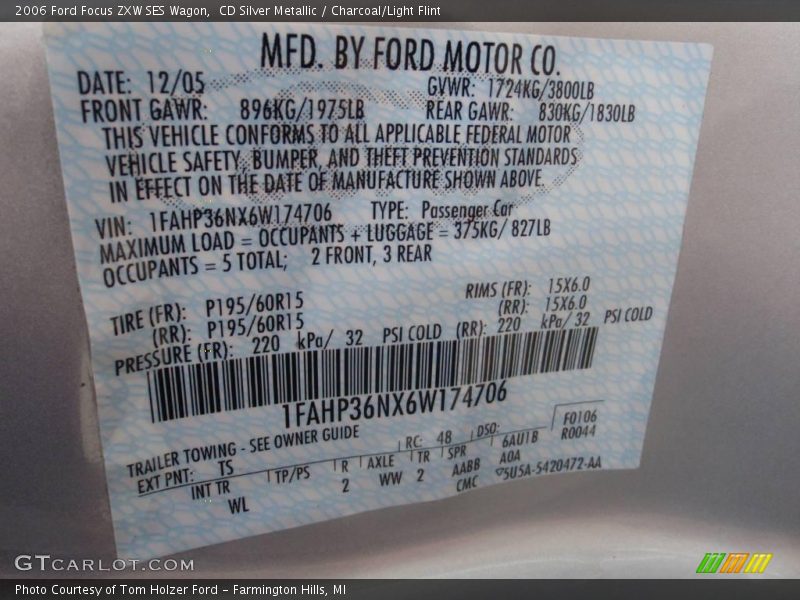 2006 Ford Focus ZXW SES Wagon,  CD Silver Metallic / Charcoal/Light Flint
MFD. BY FORD MOTOR CO.
DATE: 12/05 GVWR: 1724KG/3800LB
FRONT GAWR: 896KG/1975LB REAR GAWR: 830KG/1830LB
THIS VEHICLE CONFORMS TO ALL APPLICABLE FEDERAL MOTOR
VEHICLE SAFETY, BUMPER, AND THEFT PREVENTION STANDARDS
IN EFFECT ON THE DATE OF MANUFACTURE SHOWN ABOVE.
VIN: 1FAHP36NX6W174706 TYPE: Passenger Car
MAXIMUM LOAD = OCCUPANTS + LUGGAGE = 375KG/ 827LB
OCCUPANTS = 5 TOTAL; 2 FRONT, 3 REAR
TIRE (FR): P195/60R15 RIMS (FR): 15X6.0
(RR): P195/60R15 (RR): 15X6.0
PRESSURE (FR): 220 kPa/ 32 PSI COLD (RR): 220 kPa/ 32 PSI COLD
1FAHP36NX6W174706
TRAILER TOWING - SEE OWNER GUIDE RC: 48 DSO: F0106
EXT PNT: TS 6AU1B R0044
INT TR TP/PS R AXLE TR SPR A0A
WL 2 WW 2 AABB 5U5A-5420472-AA
CMC
GTCARLOT.COM
Photo Courtesy of Tom Holzer Ford – Farmington Hills, MI